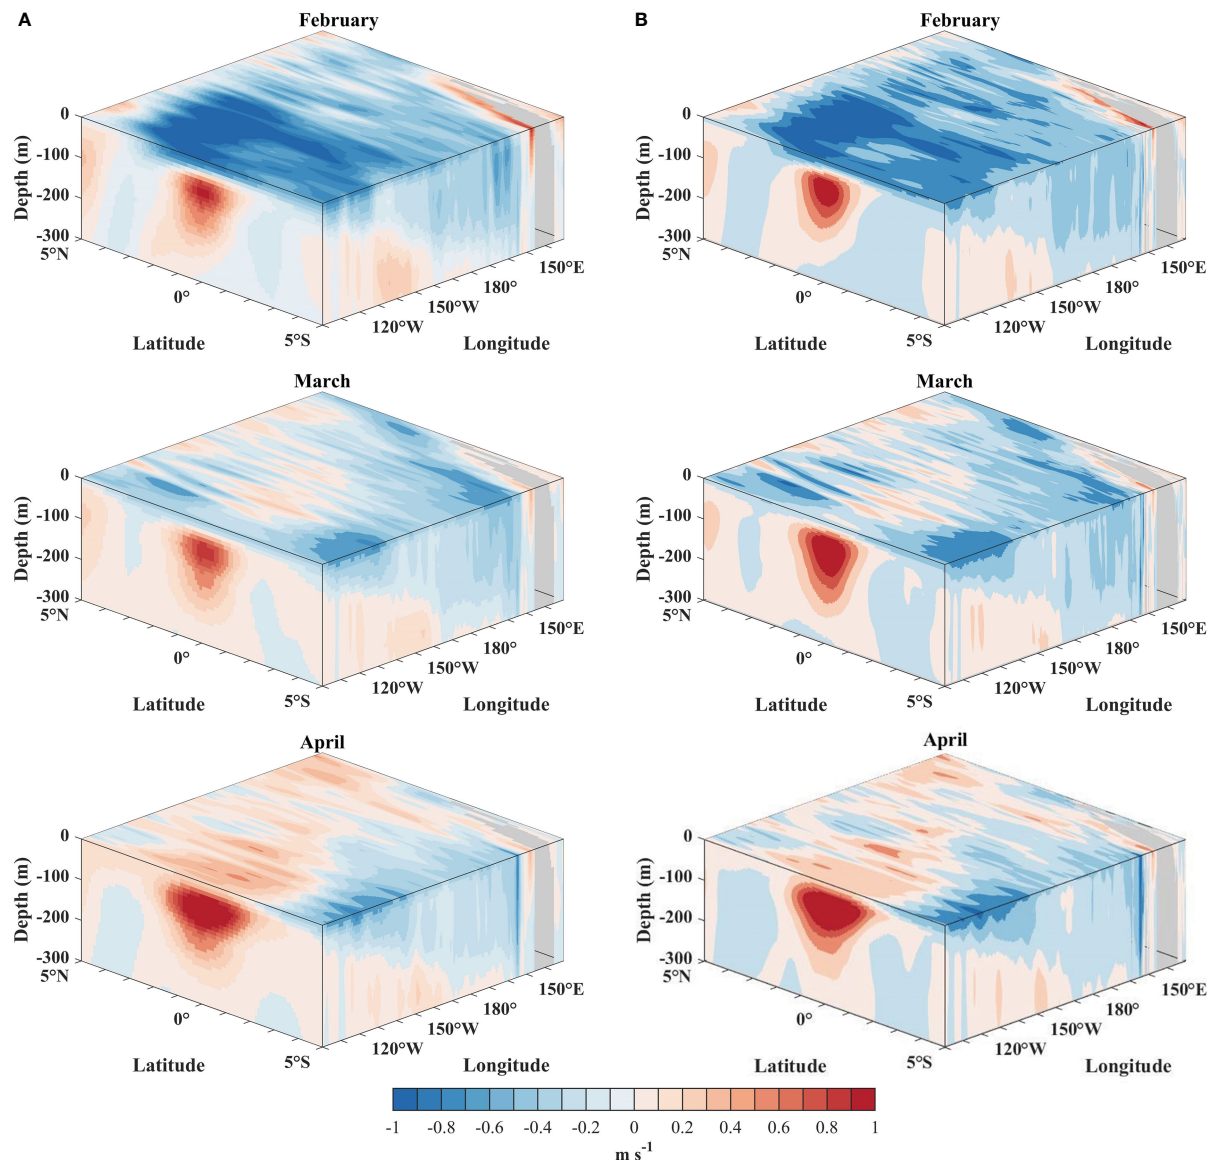 A
B
February
February
0
-100
-200
-300
Depth (m)
5°N
0°
5°S
Latitude
120°W
150°W
180°
150°E
Longitude
0
-100
-200
-300
Depth (m)
5°N
0°
5°S
Latitude
120°W
150°W
180°
150°E
Longitude
March
March
0
-100
-200
-300
Depth (m)
5°N
0°
5°S
Latitude
120°W
150°W
180°
150°E
Longitude
0
-100
-200
-300
Depth (m)
5°N
0°
5°S
Latitude
120°W
150°W
180°
150°E
Longitude
April
April
0
-100
-200
-300
Depth (m)
5°N
0°
5°S
Latitude
120°W
150°W
180°
150°E
Longitude
0
-100
-200
-300
Depth (m)
5°N
0°
5°S
Latitude
120°W
150°W
180°
150°E
Longitude
-1 -0.8 -0.6 -0.4 -0.2 0 0.2 0.4 0.6 0.8 1
m s⁻¹